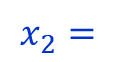 x₂ =